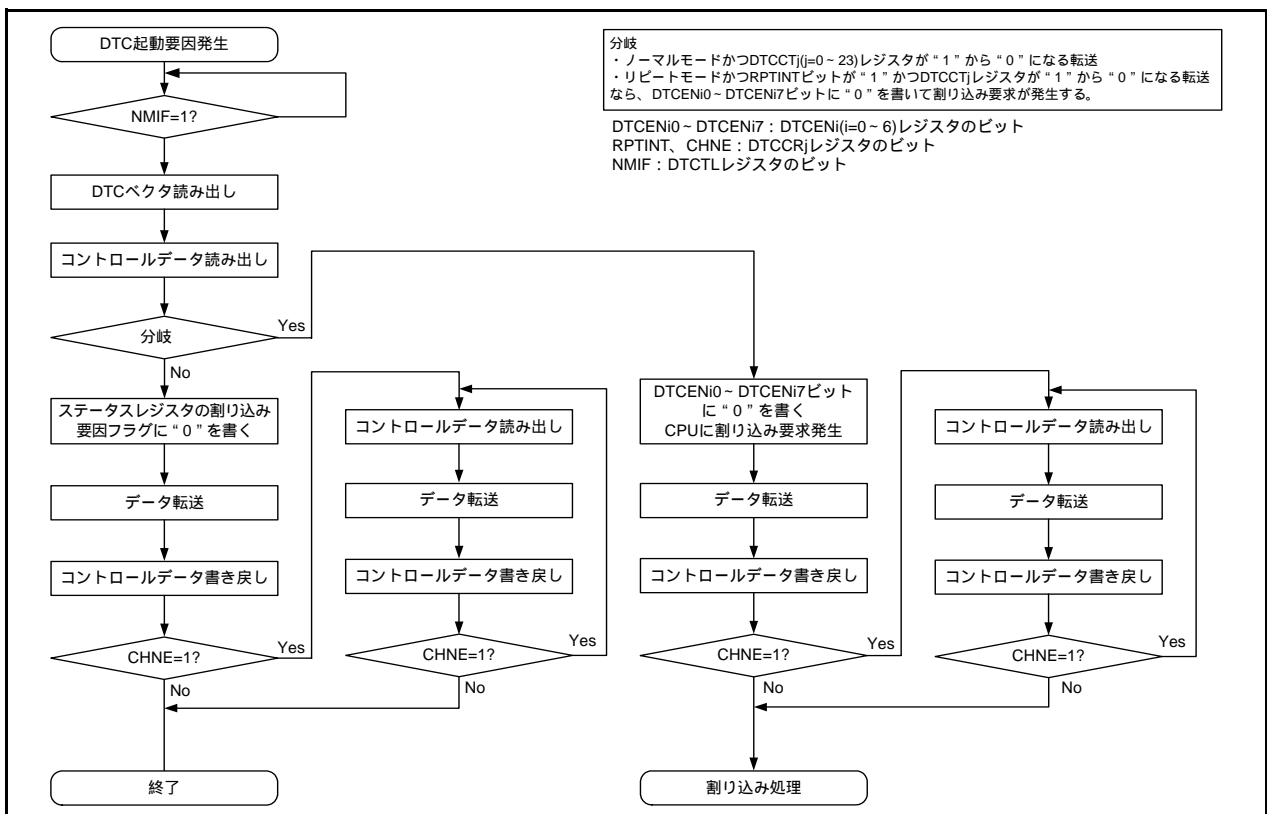 DTC起動要因発生
NMIF=1?
DTCベクタ読み出し
コントロールデータ読み出し
分岐
Yes
No
ステータスレジスタの割り込み
要因フラグに“0”を書く
データ転送
コントロールデータ書き戻し
CHNE=1?
Yes
No
終了
コントロールデータ読み出し
データ転送
コントロールデータ書き戻し
CHNE=1?
Yes
No
分岐
・ノーマルモードかつDTCCTj(j=0~23)レジスタが“1”から“0”になる転送
・リピートモードかつRPTINTビットが“1”かつDTCCTjレジスタが“1”から“0”になる転送
なら、DTCENi0~DTCENi7ビットに“0”を書いて割り込み要求が発生する。
DTCENi0~DTCENi7:DTCENi(i=0~6)レジスタのビット
RPTINT、CHNE:DTCCRjレジスタのビット
NMIF:DTCTLレジスタのビット
DTCENi0~DTCENi7ビット
に“0”を書く
CPUに割り込み要求発生
データ転送
コントロールデータ書き戻し
CHNE=1?
Yes
No
割り込み処理
コントロールデータ読み出し
データ転送
コントロールデータ書き戻し
CHNE=1?
Yes
No